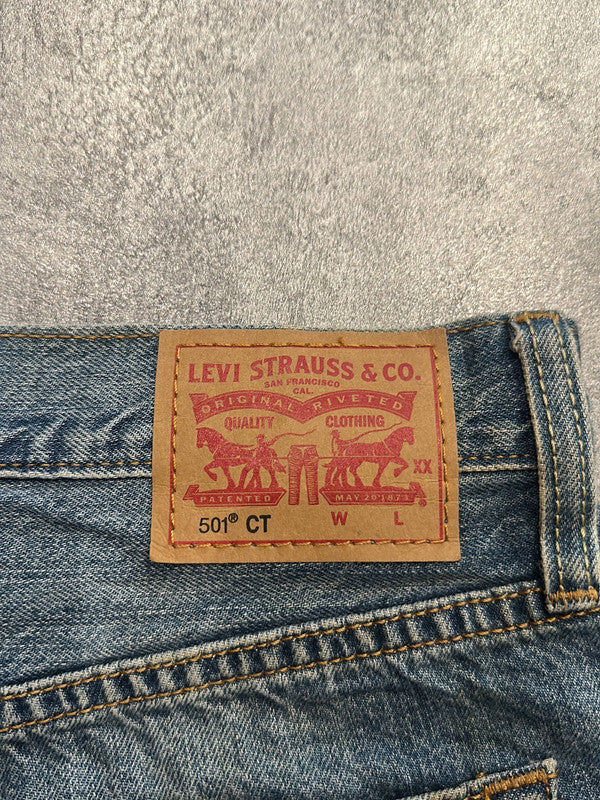 LEVI STRAUSS & CO.
SAN FRANCISCO
CAL.
ORIGINAL RIVETED
QUALITY CLOTHING
XX
PATENTED MAY 20 1873
®
501® CT W L